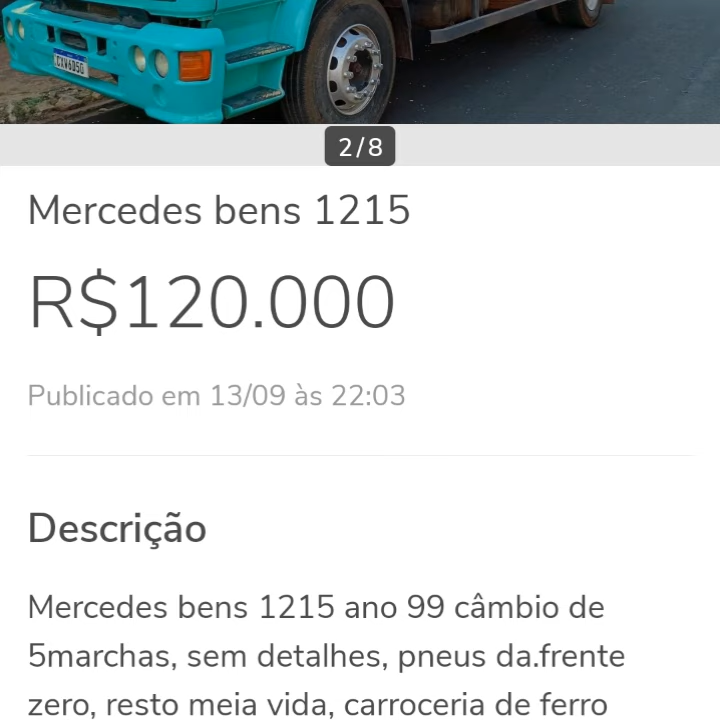 2/8
Mercedes bens 1215
R$120.000
Publicado em 13/09 às 22:03
Descrição
Mercedes bens 1215 ano 99 câmbio de
5marchas, sem detalhes, pneus da.frente
zero, resto meia vida, carroceria de ferro